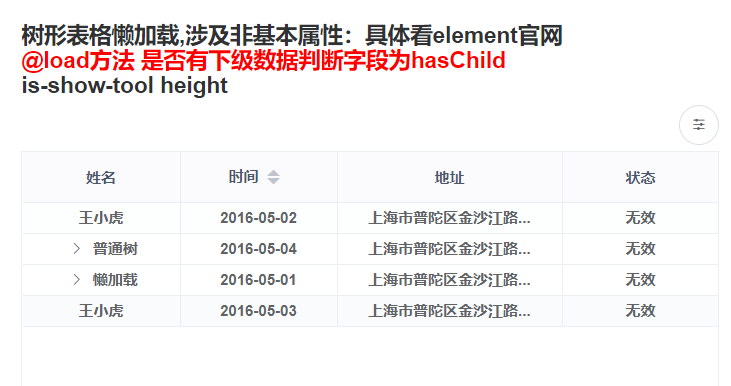 树形表格懒加载,涉及非基本属性：具体看element官网
@load方法 是否有下级数据判断字段为hasChild
is-show-tool height
姓名 时间 地址 状态
王小虎 2016-05-02 上海市普陀区金沙江路... 无效
普通树 2016-05-04 上海市普陀区金沙江路... 无效
懒加载 2016-05-01 上海市普陀区金沙江路... 无效
王小虎 2016-05-03 上海市普陀区金沙江路... 无效